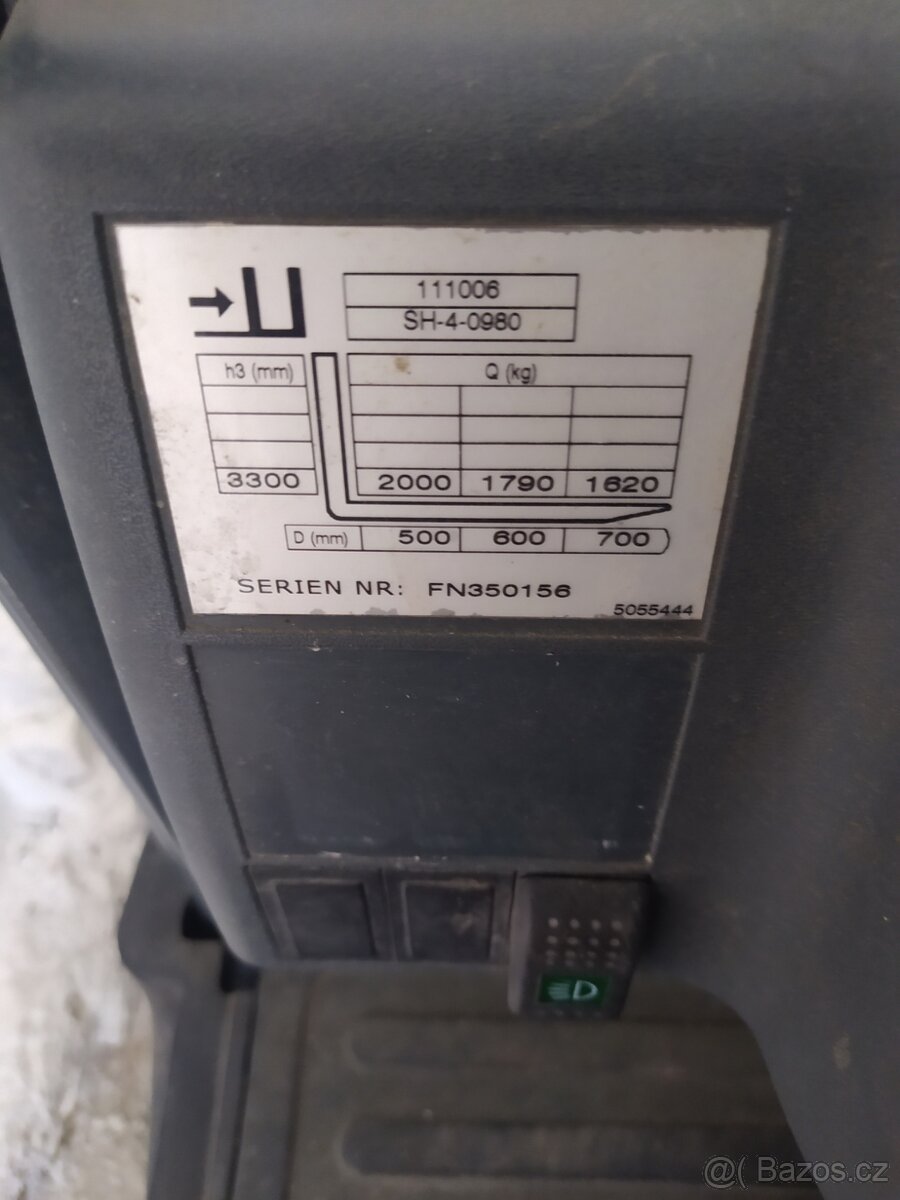 111006
SH-4-0980
h3 (mm) Q (kg)
3300 2000 1790 1620
D (mm) 500 600 700
SERIEN NR: FN350156
5055444
@( Bazos.cz